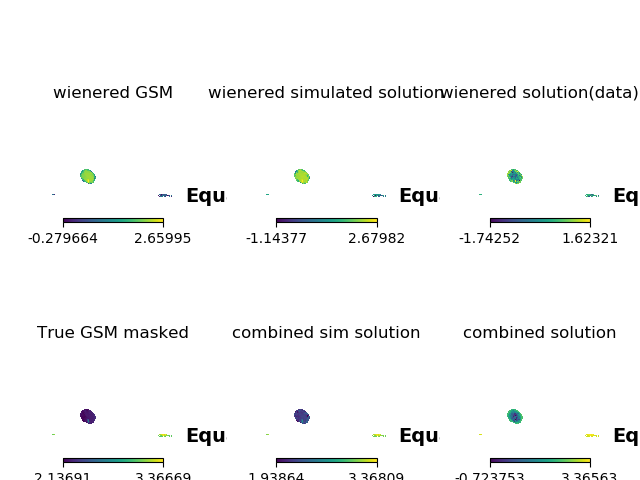 wienered GSM wienered simulated solution wienered solution(data)
Equ Equ Eq
-0.279664 2.65995 -1.14377 2.67982 -1.74252 1.62321
True GSM masked combined sim solution combined solution
Equ Equ Eq
2.13691 3.36669 1.93864 3.36809 -0.723753 3.36563